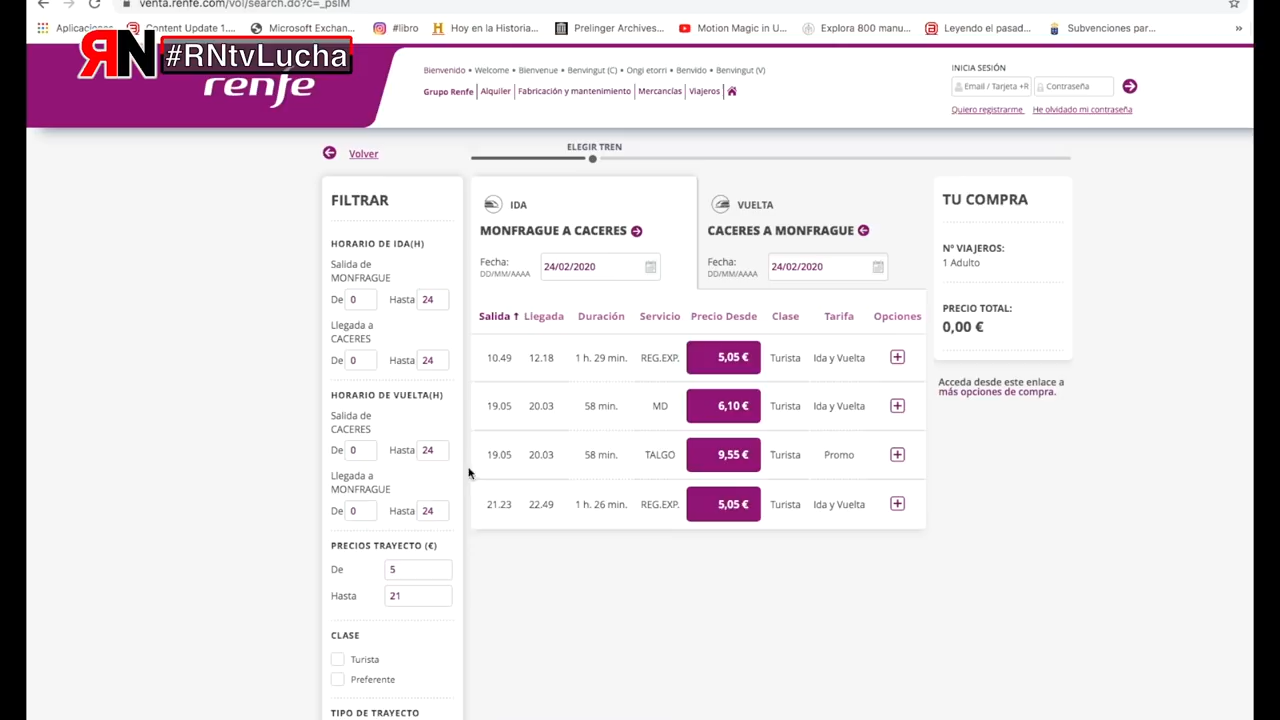 venta.renfe.com/vol/search.do?c=_psIM
Aplicaciones
Content Update 1....
Microsoft Exchan...
#libro
Hoy en la Historia...
Prelinger Archives...
Motion Magic in U...
Explora 800 manu...
Leyendo el pasad...
Subvenciones par...
»
RN #RNtvLucha
renfe
Bienvenido • Welcome • Bienvenue • Benvingut (C) • Ongi etorri • Benvido • Benvingut (V)
Grupo Renfe | Alquiler | Fabricación y mantenimiento | Mercancías | Viajeros |
INICIA SESIÓN
Email / Tarjeta +R
Contraseña
Quiero registrarme
He olvidado mi contraseña
Volver
ELEGIR TREN
FILTRAR
HORARIO DE IDA(H)
Salida de
MONFRAGUE
De 0 Hasta 24
Llegada a
CACERES
De 0 Hasta 24
HORARIO DE VUELTA(H)
Salida de
CACERES
De 0 Hasta 24
Llegada a
MONFRAGUE
De 0 Hasta 24
PRECIOS TRAYECTO (€)
De 5
Hasta 21
CLASE
Turista
Preferente
TIPO DE TRAYECTO
IDA
MONFRAGUE A CACERES
Fecha:
DD/MM/AAAA
24/02/2020
VUELTA
CACERES A MONFRAGUE
Fecha:
DD/MM/AAAA
24/02/2020
Salida ↑ Llegada Duración Servicio Precio Desde Clase Tarifa Opciones
10.49 12.18 1 h. 29 min. REG.EXP. 5,05 € Turista Ida y Vuelta +
19.05 20.03 58 min. MD 6,10 € Turista Ida y Vuelta +
19.05 20.03 58 min. TALGO 9,55 € Turista Promo +
21.23 22.49 1 h. 26 min. REG.EXP. 5,05 € Turista Ida y Vuelta +
TU COMPRA
Nº VIAJEROS:
1 Adulto
PRECIO TOTAL:
0,00 €
Acceda desde este enlace a
más opciones de compra.